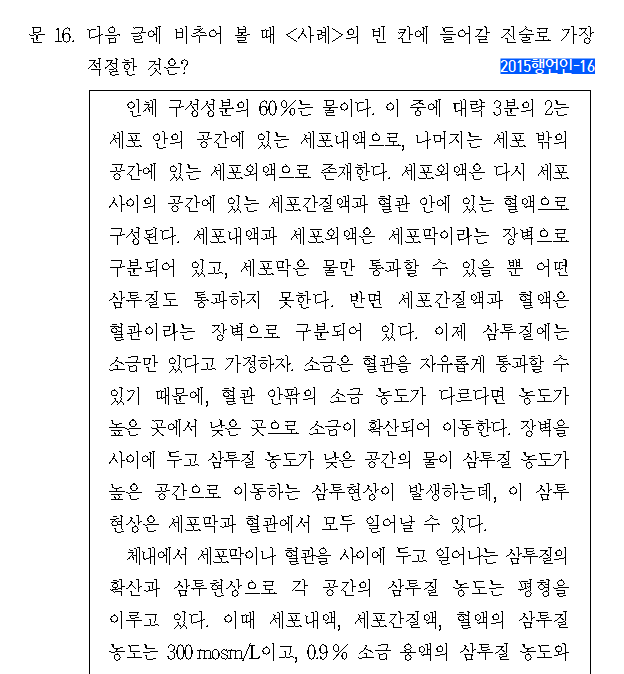 문 16. 다음 글에 비추어 볼 때 <사례>의 빈 칸에 들어갈 진술로 가장
적절한 것은?
2015행언인-16
인체 구성성분의 60%는 물이다. 이 중에 대략 3분의 2는
세포 안의 공간에 있는 세포내액으로, 나머지는 세포 밖의
공간에 있는 세포외액으로 존재한다. 세포외액은 다시 세포
사이의 공간에 있는 세포간질액과 혈관 안에 있는 혈액으로
구성된다. 세포내액과 세포외액은 세포막이라는 장벽으로
구분되어 있고, 세포막은 물만 통과할 수 있을 뿐 어떤
삼투질도 통과하지 못한다. 반면 세포간질액과 혈액은
혈관이라는 장벽으로 구분되어 있다. 이제 삼투질에는
소금만 있다고 가정하자. 소금은 혈관을 자유롭게 통과할 수
있기 때문에, 혈관 안팎의 소금 농도가 다르다면 농도가
높은 곳에서 낮은 곳으로 소금이 확산되어 이동한다. 장벽을
사이에 두고 삼투질 농도가 낮은 공간의 물이 삼투질 농도가
높은 공간으로 이동하는 삼투현상이 발생하는데, 이 삼투
현상은 세포막과 혈관에서 모두 일어날 수 있다.
체내에서 세포막이나 혈관을 사이에 두고 일어나는 삼투질의
확산과 삼투현상으로 각 공간의 삼투질 농도는 평형을
이루고 있다. 이때 세포내액, 세포간질액, 혈액의 삼투질
농도는 300 mosm/L이고, 0.9% 소금 용액의 삼투질 농도와